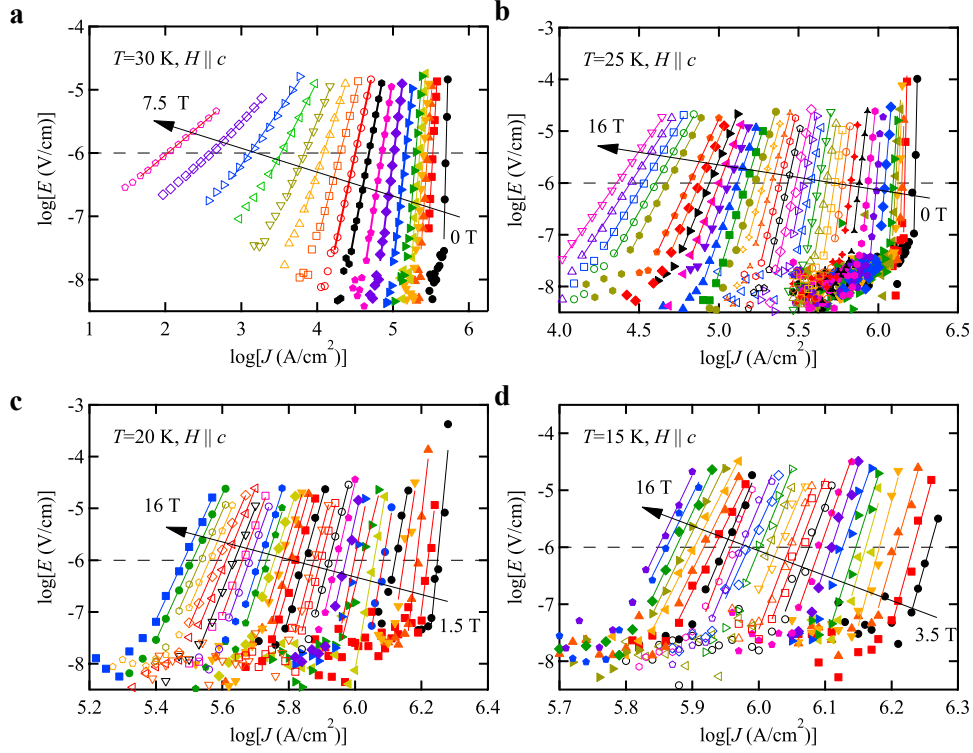 a
T=30 K, H || c
7.5 T
0 T
log[E (V/cm)]
-4
-5
-6
-7
-8
1 2 3 4 5 6
log[J (A/cm²)]
b
T=25 K, H || c
16 T
0 T
log[E (V/cm)]
-3
-4
-5
-6
-7
-8
4.0 4.5 5.0 5.5 6.0 6.5
log[J (A/cm²)]
c
T=20 K, H || c
16 T
1.5 T
log[E (V/cm)]
-3
-4
-5
-6
-7
-8
5.2 5.4 5.6 5.8 6.0 6.2 6.4
log[J (A/cm²)]
d
T=15 K, H || c
16 T
3.5 T
log[E (V/cm)]
-4
-5
-6
-7
-8
5.7 5.8 5.9 6.0 6.1 6.2 6.3
log[J (A/cm²)]